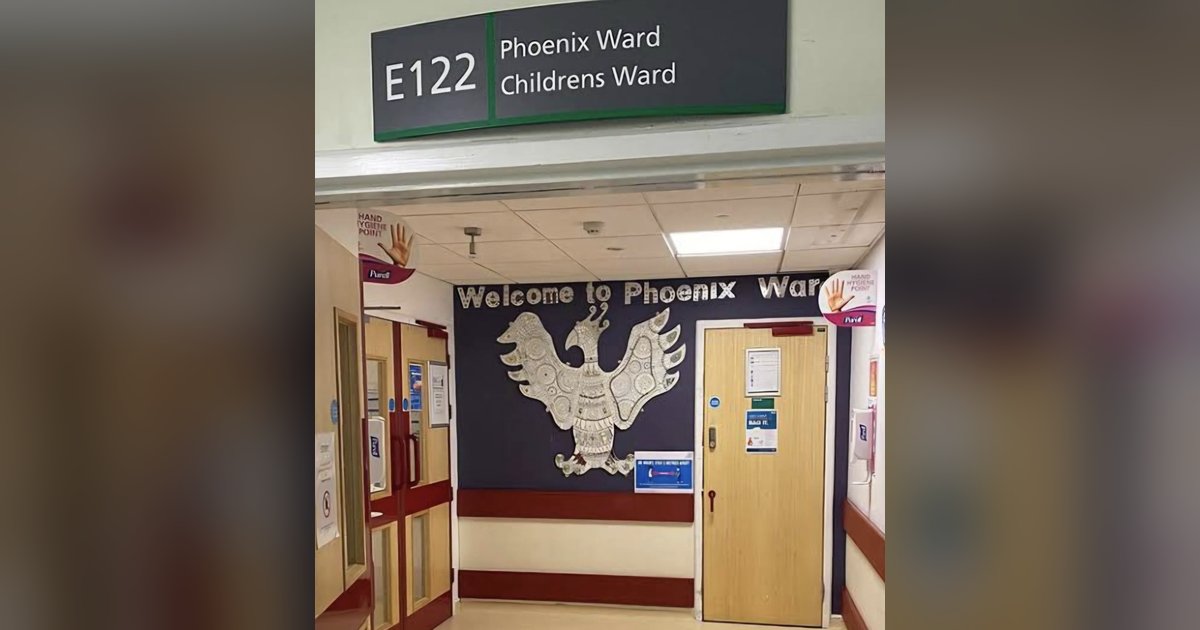 E122
Phoenix Ward
Childrens Ward
HAND
HYGIENE
POINT
Purell
Welcome to Phoenix War
HAND
HYGIENE
POINT
Purell